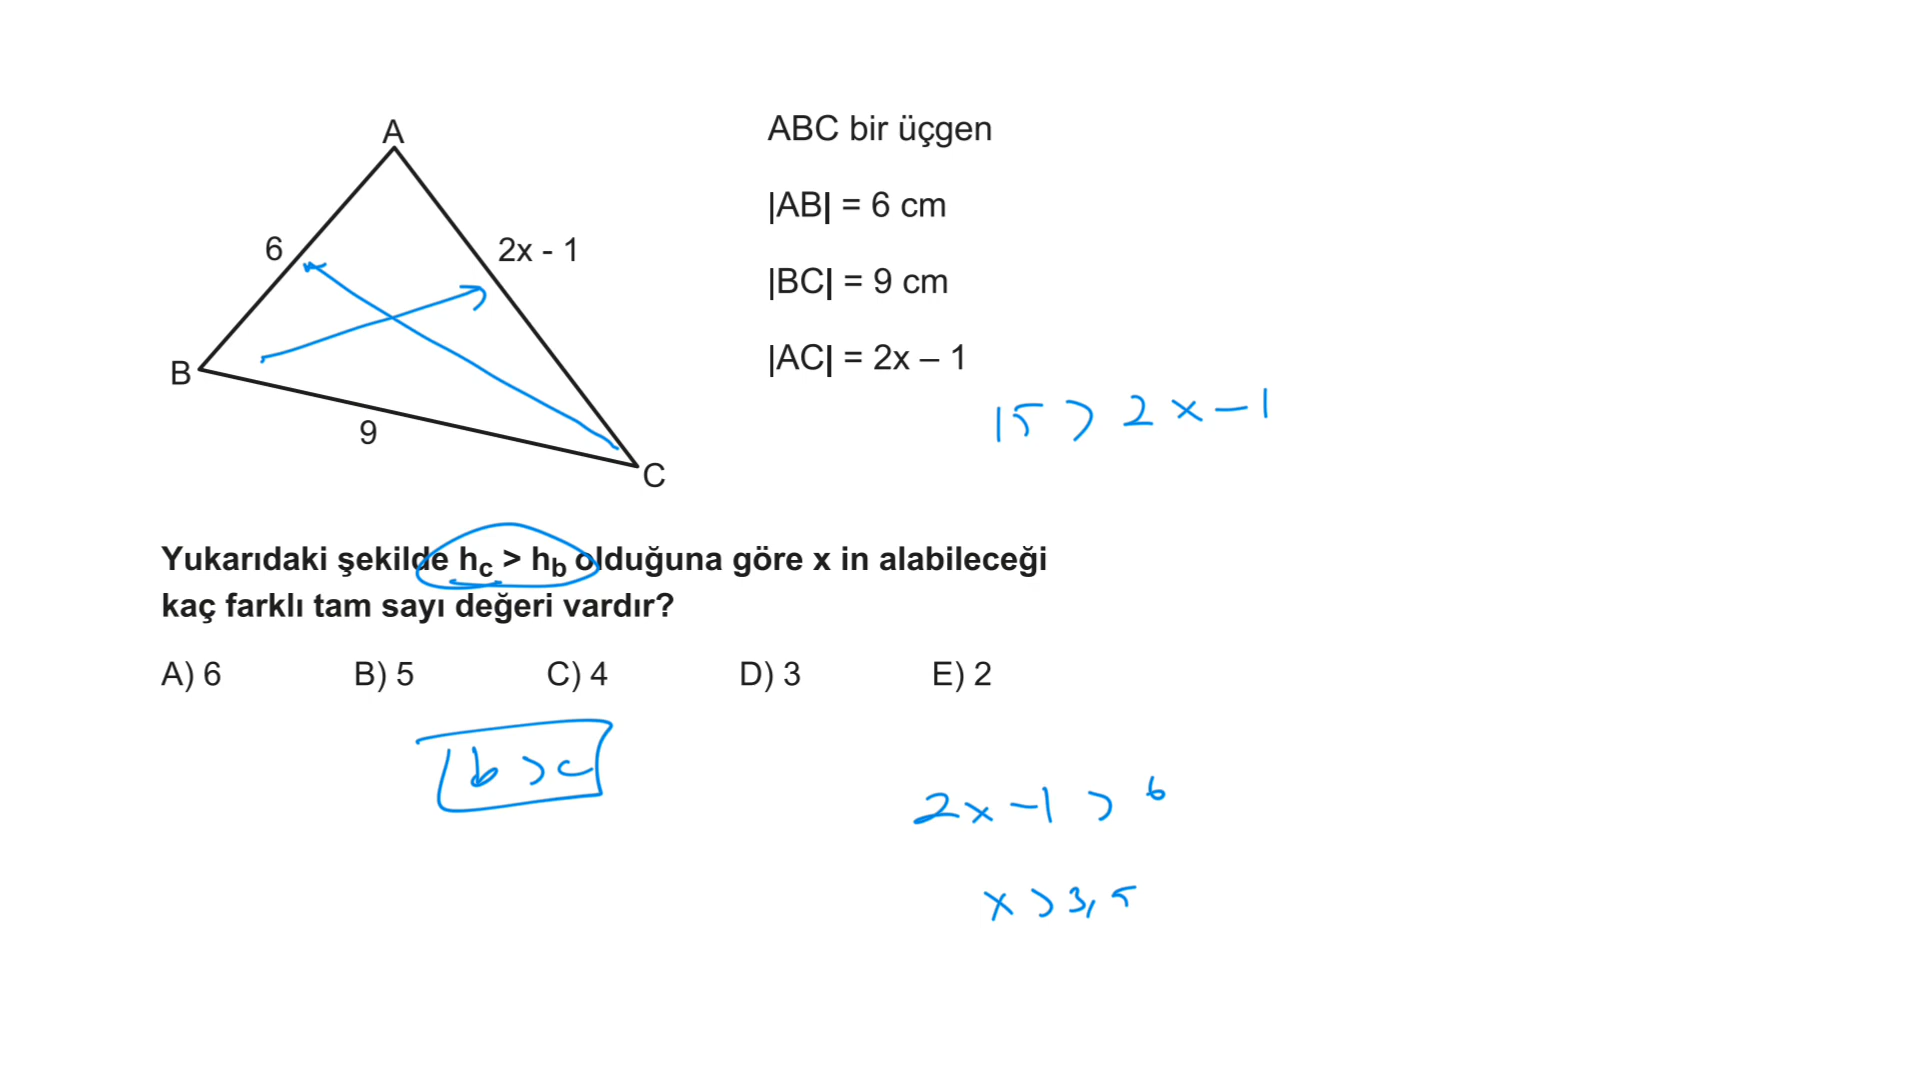 A
6
2x - 1
B
9
C
ABC bir üçgen
|AB| = 6 cm
|BC| = 9 cm
|AC| = 2x – 1
15 > 2x-1
Yukarıdaki şekilde hc > hb olduğuna göre x in alabileceği
kaç farklı tam sayı değeri vardır?
A) 6 B) 5 C) 4 D) 3 E) 2
b > c
2x-1 > 6
x > 3,5